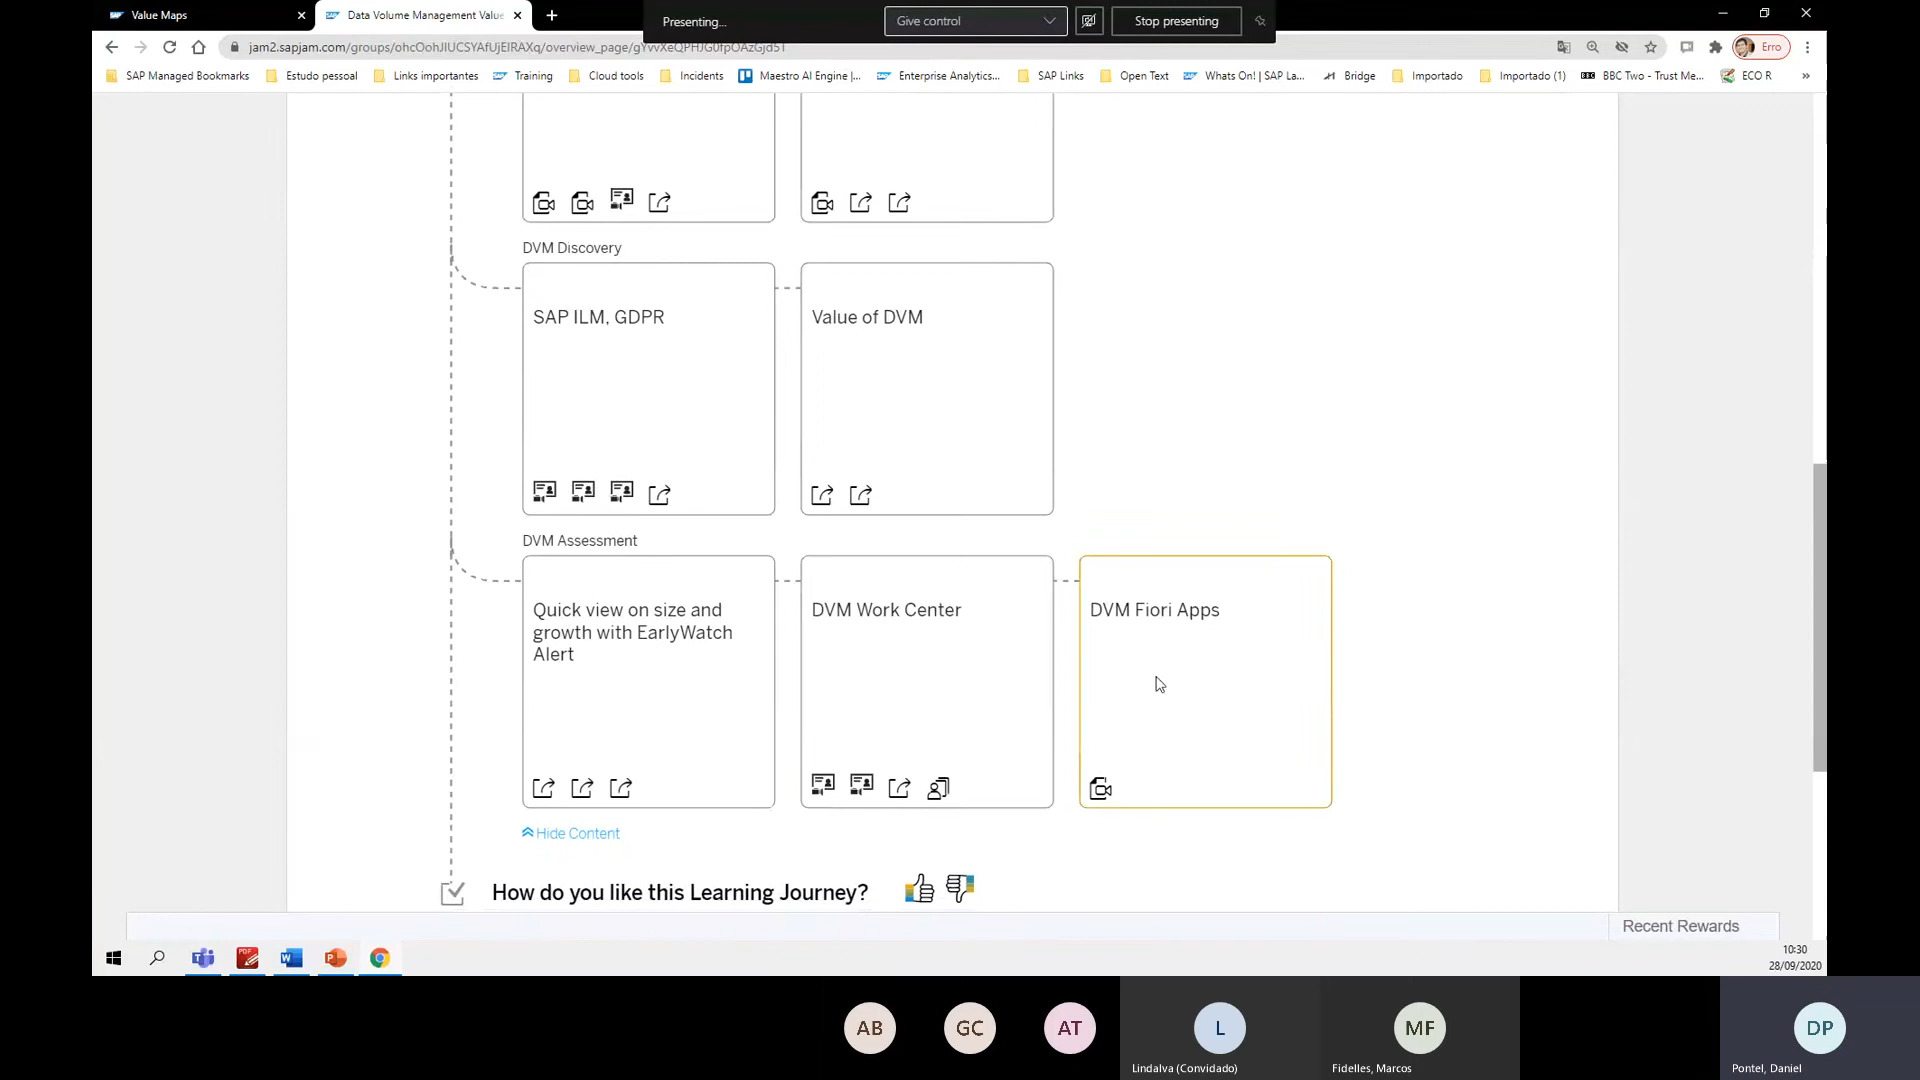 Value Maps
Data Volume Management Value
Presenting...
Give control
Stop presenting
jam2.sapjam.com/groups/ohcOohJIUCSYAfUjEIRAXq/overview_page/
Erro
SAP Managed Bookmarks
Estudo pessoal
Links importantes
Training
Cloud tools
Incidents
Maestro AI Engine |...
Enterprise Analytics...
SAP Links
Open Text
Whats On! | SAP La...
Bridge
Importado
Importado (1)
BBC Two - Trust Me...
ECO R
»
DVM Discovery
SAP ILM, GDPR
Value of DVM
DVM Assessment
Quick view on size and
growth with EarlyWatch
Alert
DVM Work Center
DVM Fiori Apps
Hide Content
How do you like this Learning Journey?
Recent Rewards
10:30
28/09/2020
AB
GC
AT
L
MF
DP
Lindalva (Convidado)
Fidelles, Marcos
Pontel, Daniel